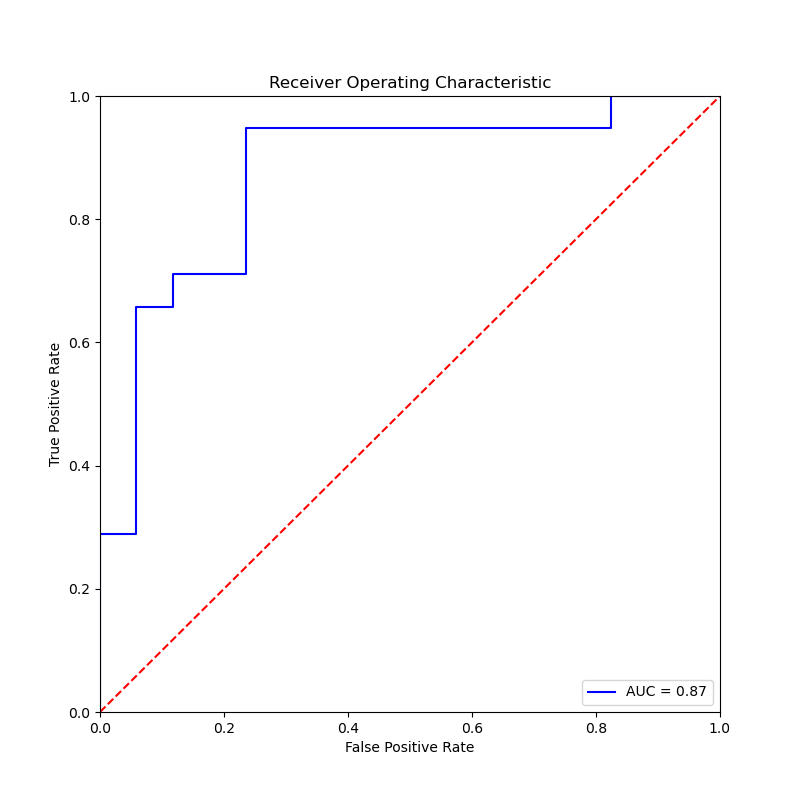 Receiver Operating Characteristic
1.0
0.8
0.6
0.4
0.2
0.0
True Positive Rate
AUC = 0.87
0.0 0.2 0.4 0.6 0.8 1.0
False Positive Rate